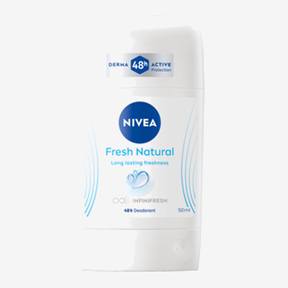 DERMA 48h ACTIVE
Protection
NIVEA
Fresh Natural
Long lasting freshness
INFINIFRESH
48h Deodorant 50ml